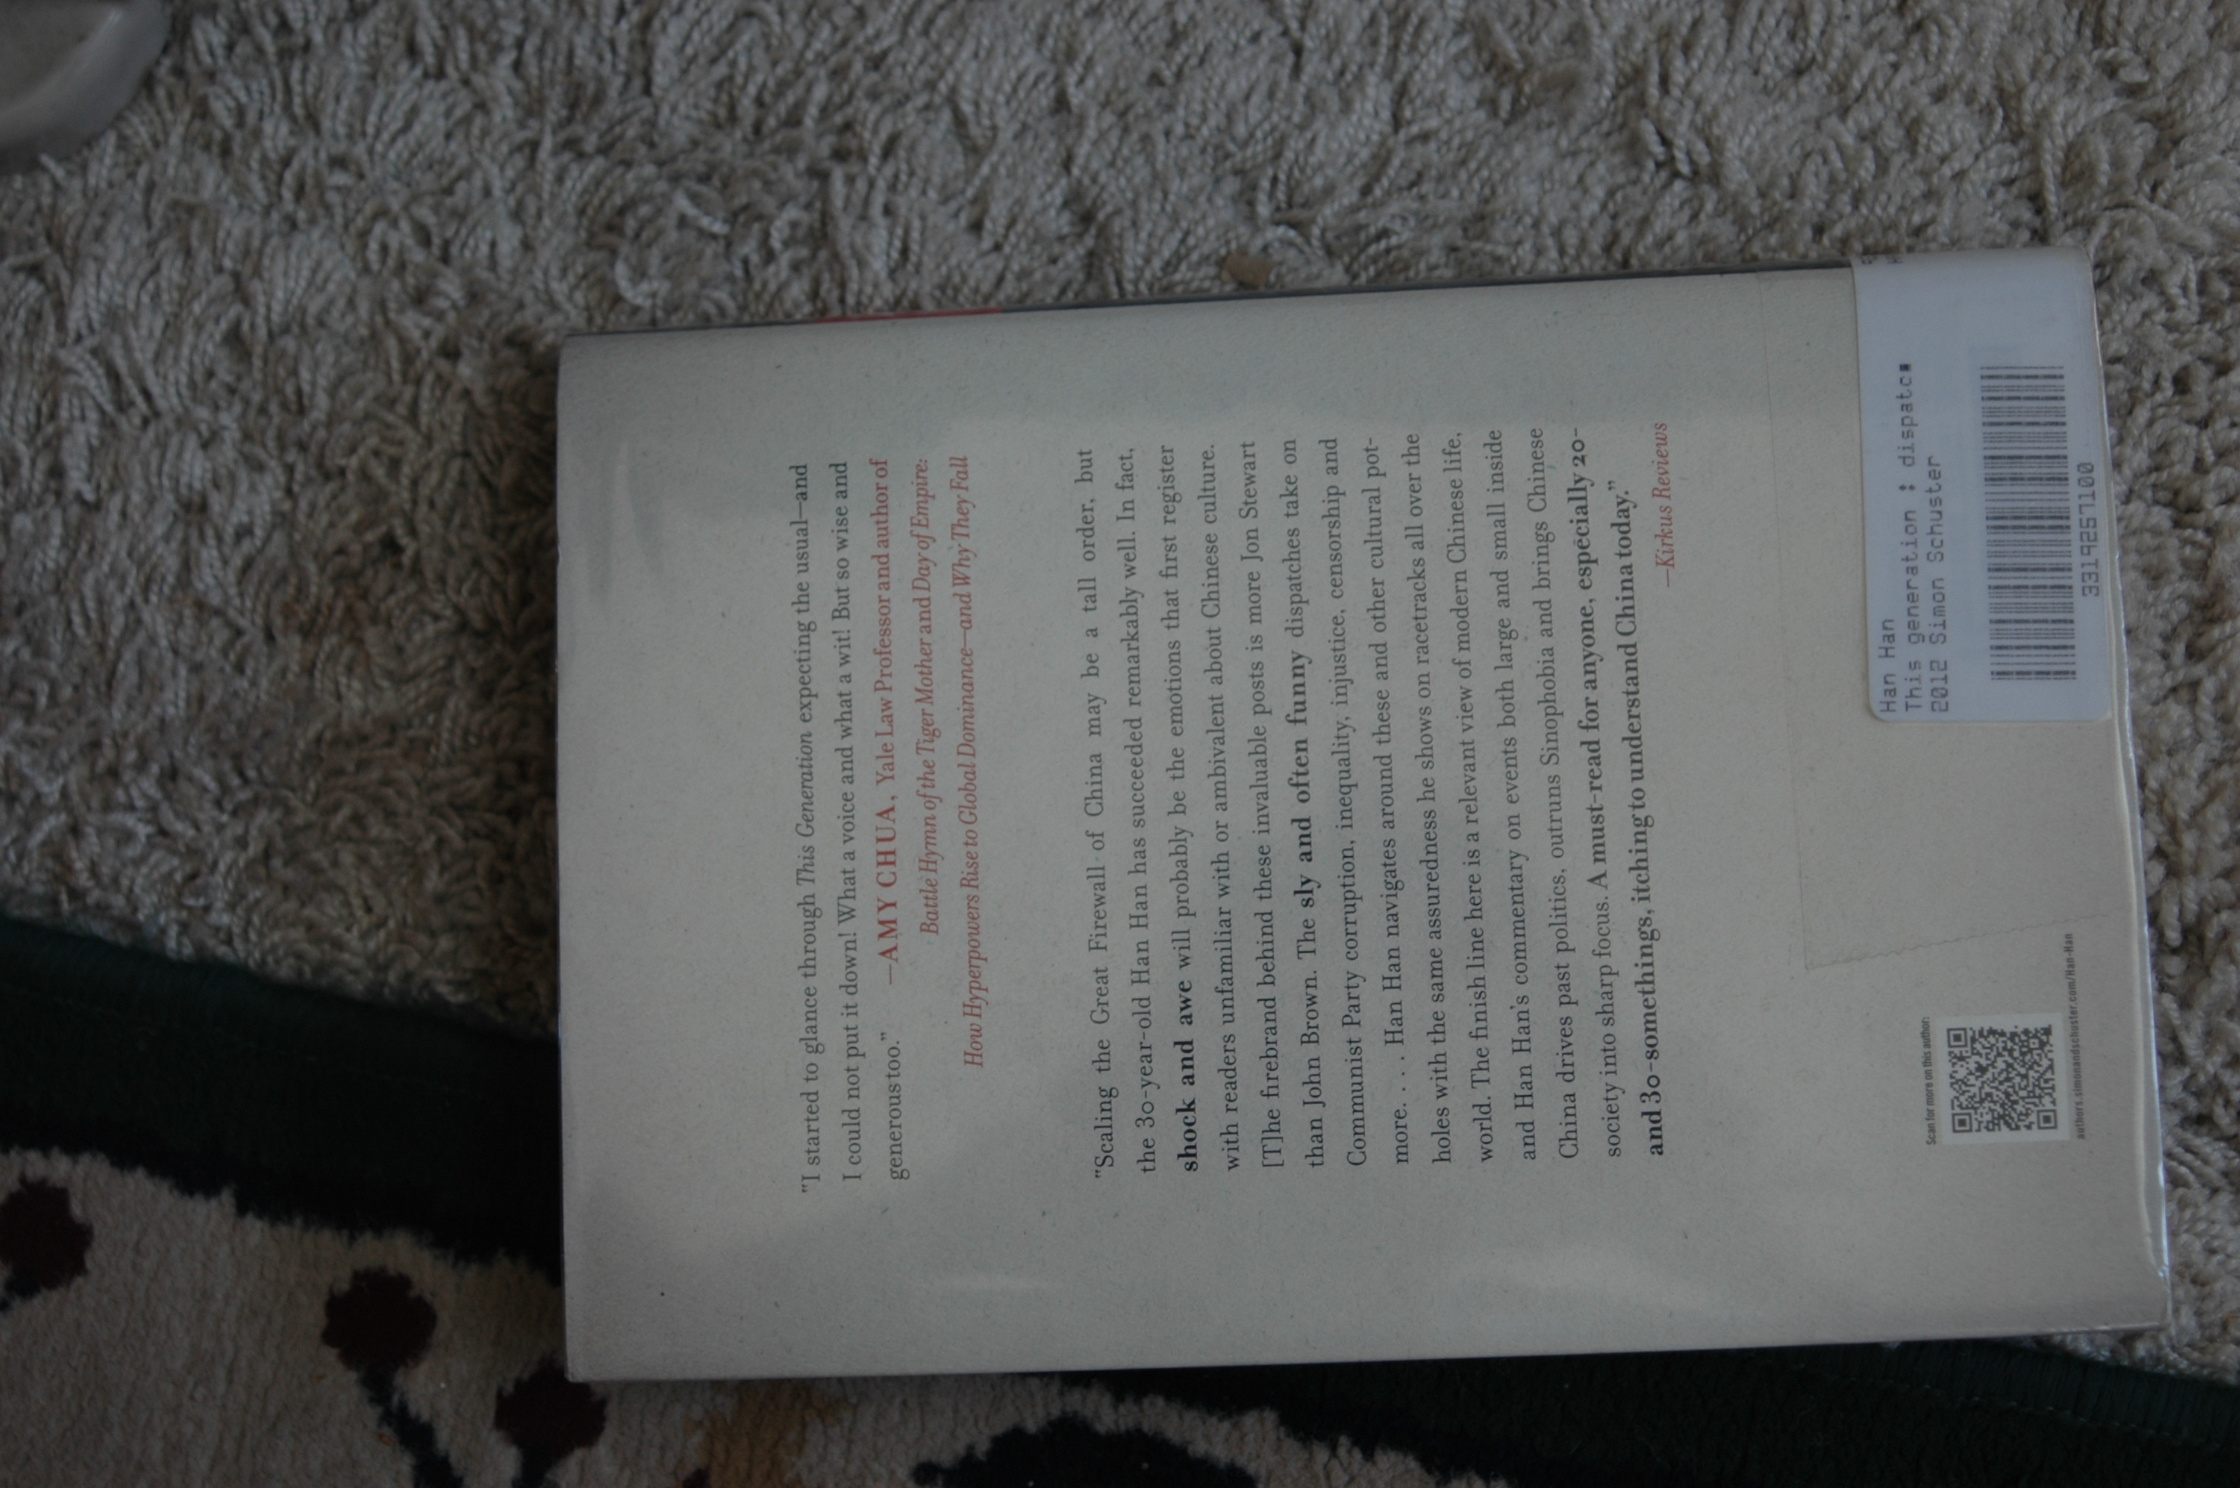 "I started to glance through This Generation expecting the usual—and
I could not put it down! What a voice and what a wit! But so wise and
generous too.” —AMY CHUA, Yale Law Professor and author of
Battle Hymn of the Tiger Mother and Day of Empire:
How Hyperpowers Rise to Global Dominance—and Why They Fall
"Scaling the Great Firewall of China may be a tall order, but
the 30-year-old Han Han has succeeded remarkably well. In fact,
shock and awe will probably be the emotions that first register
with readers unfamiliar with or ambivalent about Chinese culture.
[T]he firebrand behind these invaluable posts is more Jon Stewart
than John Brown. The sly and often funny dispatches take on
Communist Party corruption, inequality, injustice, censorship and
more. . . . Han Han navigates around these and other cultural pot-
holes with the same assuredness he shows on racetracks all over the
world. The finish line here is a relevant view of modern Chinese life,
and Han Han's commentary on events both large and small inside
China drives past politics, outruns Sinophobia and brings Chinese
society into sharp focus. A must-read for anyone, especially 20-
and 30-somethings, itching to understand China today.”
—Kirkus Reviews
Scan for more on this author:
authors.simonandschuster.com/Han-Han
Han Han
This generation : dispatc
2012 Simon Schuster
3319257100